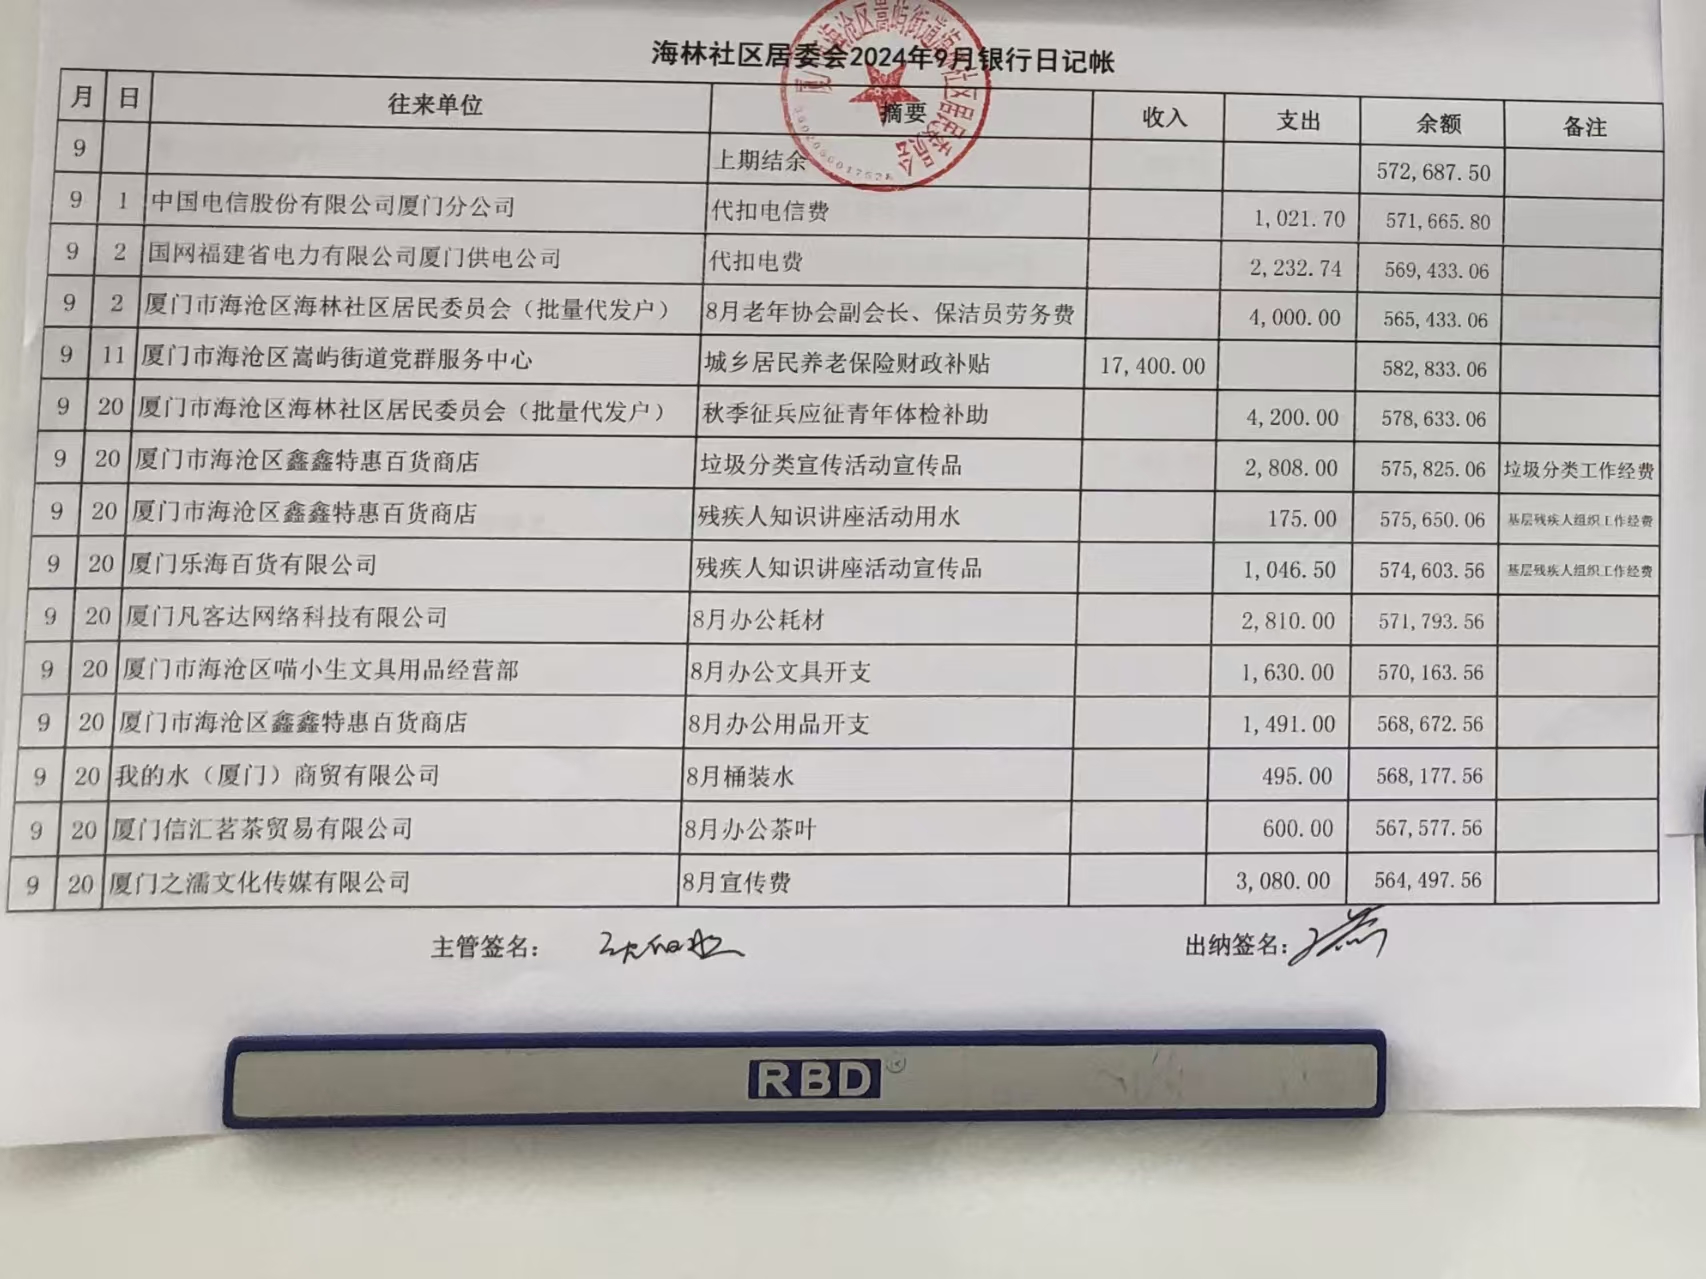 海林社区居委会2024年9月银行日记帐
月 日 往来单位 摘要 收入 支出 余额 备注
9 上期结余 572,687.50
9 1 中国电信股份有限公司厦门分公司 代扣电信费 1,021.70 571,665.80
9 2 国网福建省电力有限公司厦门供电公司 代扣电费 2,232.74 569,433.06
9 2 厦门市海沧区海林社区居民委员会（批量代发户） 8月老年协会副会长、保洁员劳务费 4,000.00 565,433.06
9 11 厦门市海沧区嵩屿街道党群服务中心 城乡居民养老保险财政补贴 17,400.00 582,833.06
9 20 厦门市海沧区海林社区居民委员会（批量代发户） 秋季征兵应征青年体检补助 4,200.00 578,633.06
9 20 厦门市海沧区鑫鑫特惠百货商店 垃圾分类宣传活动宣传品 2,808.00 575,825.06 垃圾分类工作经费
9 20 厦门市海沧区鑫鑫特惠百货商店 残疾人知识讲座活动用水 175.00 575,650.06 基层残疾人组织工作经费
9 20 厦门乐海百货有限公司 残疾人知识讲座活动宣传品 1,046.50 574,603.56 基层残疾人组织工作经费
9 20 厦门凡客达网络科技有限公司 8月办公耗材 2,810.00 571,793.56
9 20 厦门市海沧区喵小生文具用品经营部 8月办公文具开支 1,630.00 570,163.56
9 20 厦门市海沧区鑫鑫特惠百货商店 8月办公用品开支 1,491.00 568,672.56
9 20 我的水（厦门）商贸有限公司 8月桶装水 495.00 568,177.56
9 20 厦门信汇茗茶贸易有限公司 8月办公茶叶 600.00 567,577.56
9 20 厦门之濡文化传媒有限公司 8月宣传费 3,080.00 564,497.56
主管签名： 出纳签名：
RBD